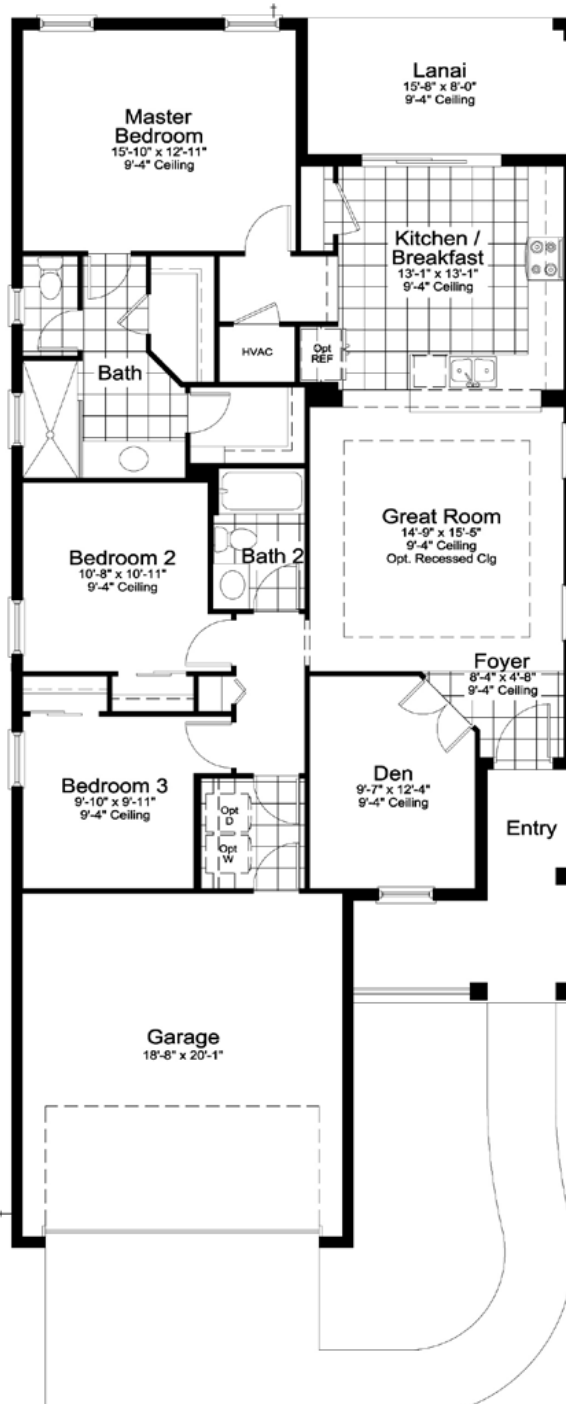 Lanai
15'-8" x 8'-0"
9'-4" Ceiling
Master
Bedroom
15'-10" x 12'-11"
9'-4" Ceiling
Kitchen /
Breakfast
13'-1" x 13'-1"
9'-4" Ceiling
HVAC
Opt
REF
Bath
Great Room
14'-9" x 15'-5"
9'-4" Ceiling
Opt. Recessed Clg
Bedroom 2
10'-8" x 10'-11"
9'-4" Ceiling
Bath 2
Foyer
8'-4" x 4'-8"
9'-4" Ceiling
Bedroom 3
9'-10" x 9'-11"
9'-4" Ceiling
Opt
D
Opt
W
Den
9'-7" x 12'-4"
9'-4" Ceiling
Entry
Garage
18'-8" x 20'-1"